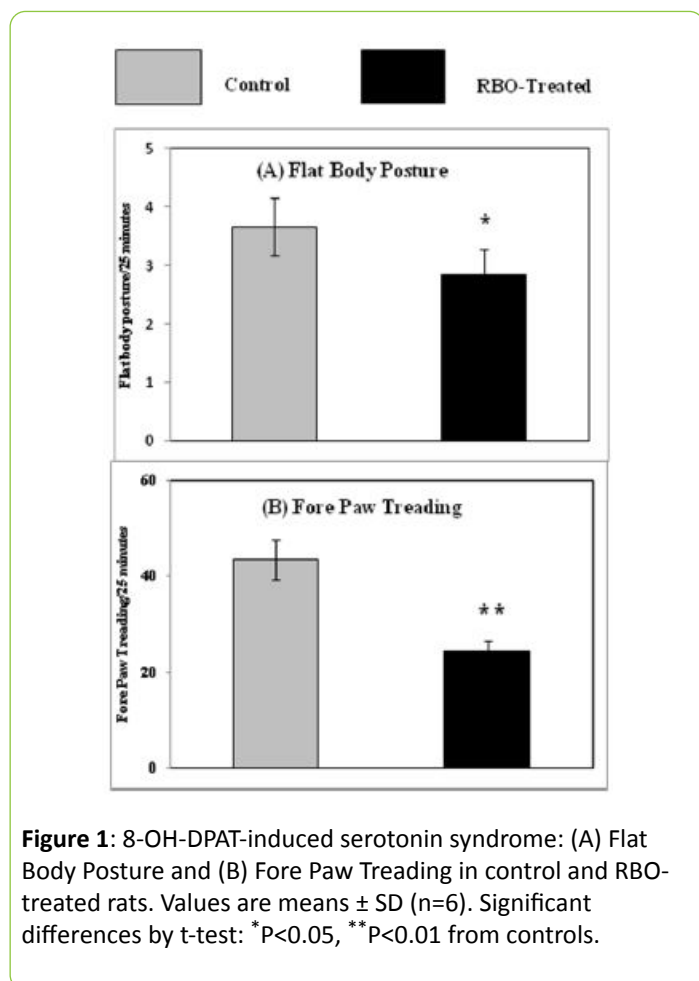 Control RBO-Treated
5
(A) Flat Body Posture
4
*
3
2
1
0
Flat body posture/25 minutes
60
(B) Fore Paw Treading
40
**
20
0
Fore Paw Treading/25 minutes
Figure 1: 8-OH-DPAT-induced serotonin syndrome: (A) Flat
Body Posture and (B) Fore Paw Treading in control and RBO-
treated rats. Values are means ± SD (n=6). Significant
differences by t-test: *P<0.05, **P<0.01 from controls.